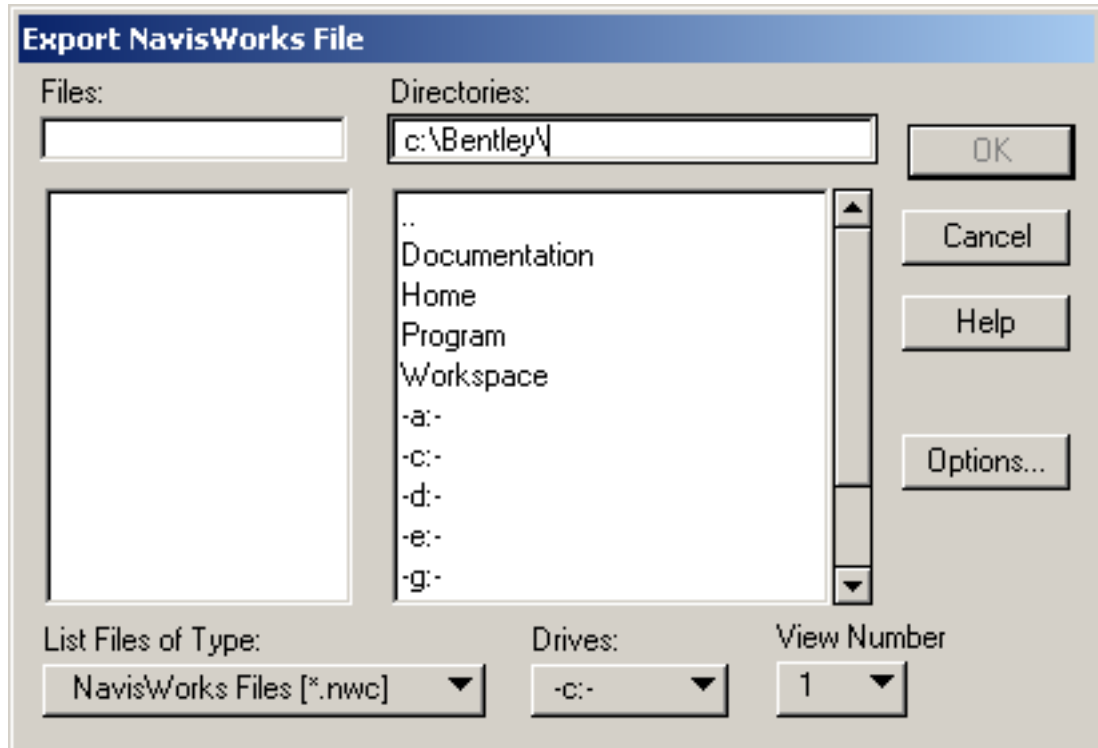 Export NavisWorks File
Files:
Directories:
c:\Bentley\
OK
..
Documentation
Home
Program
Workspace
-a:-
-c:-
-d:-
-e:-
-g:-
Cancel
Help
Options...
List Files of Type:
Drives:
View Number
NavisWorks Files [*.nwc]
-c:-
1